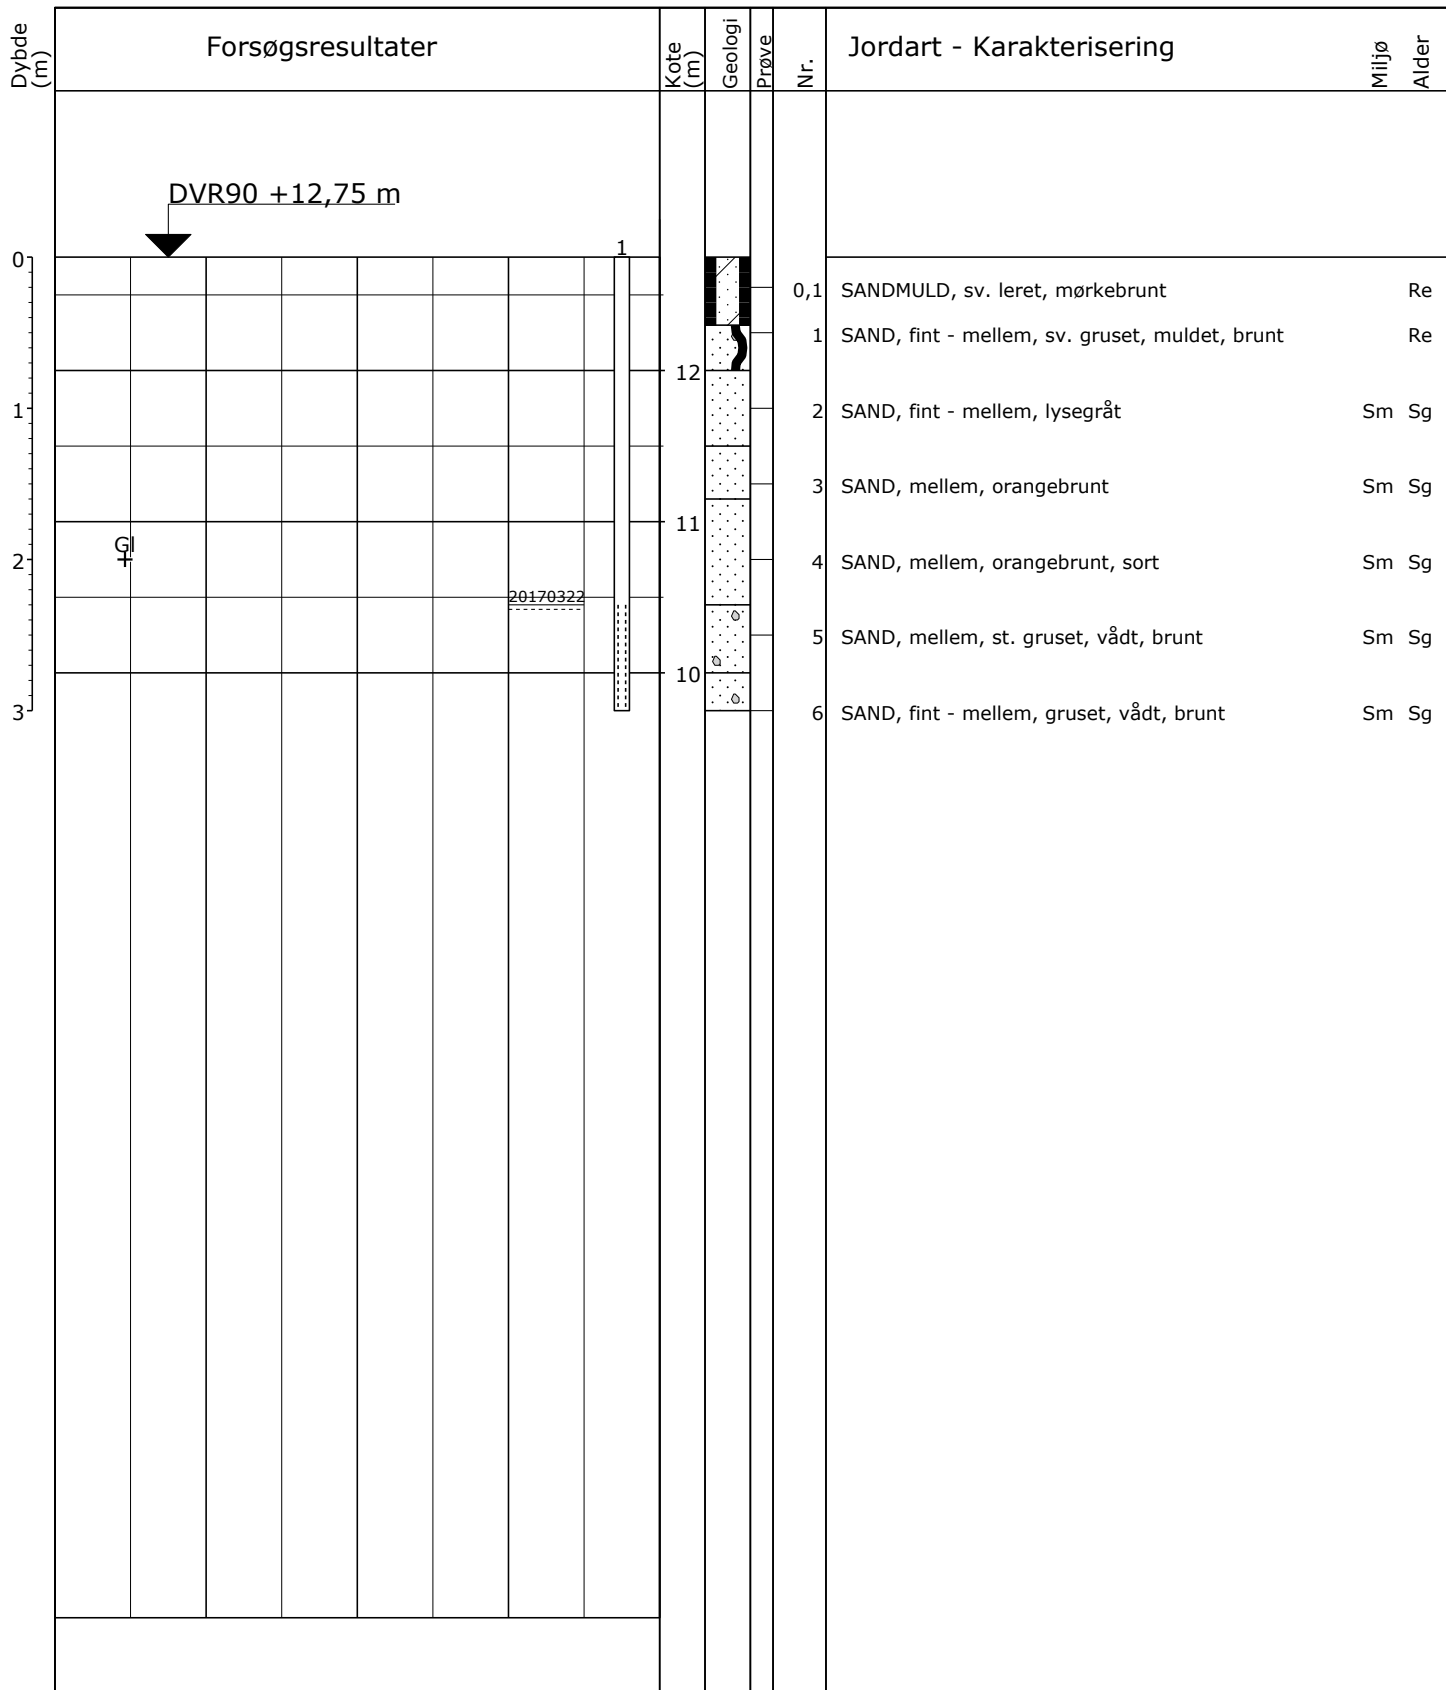 Dybde (m)
Forsøgsresultater
Kote (m)
Geologi
Prøve
Nr.
Jordart - Karakterisering
Miljø
Alder
DVR90 +12,75 m
1
0
0,1 SANDMULD, sv. leret, mørkebrunt Re
1 SAND, fint - mellem, sv. gruset, muldet, brunt Re
12
1
2 SAND, fint - mellem, lysegråt Sm Sg
3 SAND, mellem, orangebrunt Sm Sg
11
Gl
2
4 SAND, mellem, orangebrunt, sort Sm Sg
20170322
5 SAND, mellem, st. gruset, vådt, brunt Sm Sg
10
3
6 SAND, fint - mellem, gruset, vådt, brunt Sm Sg